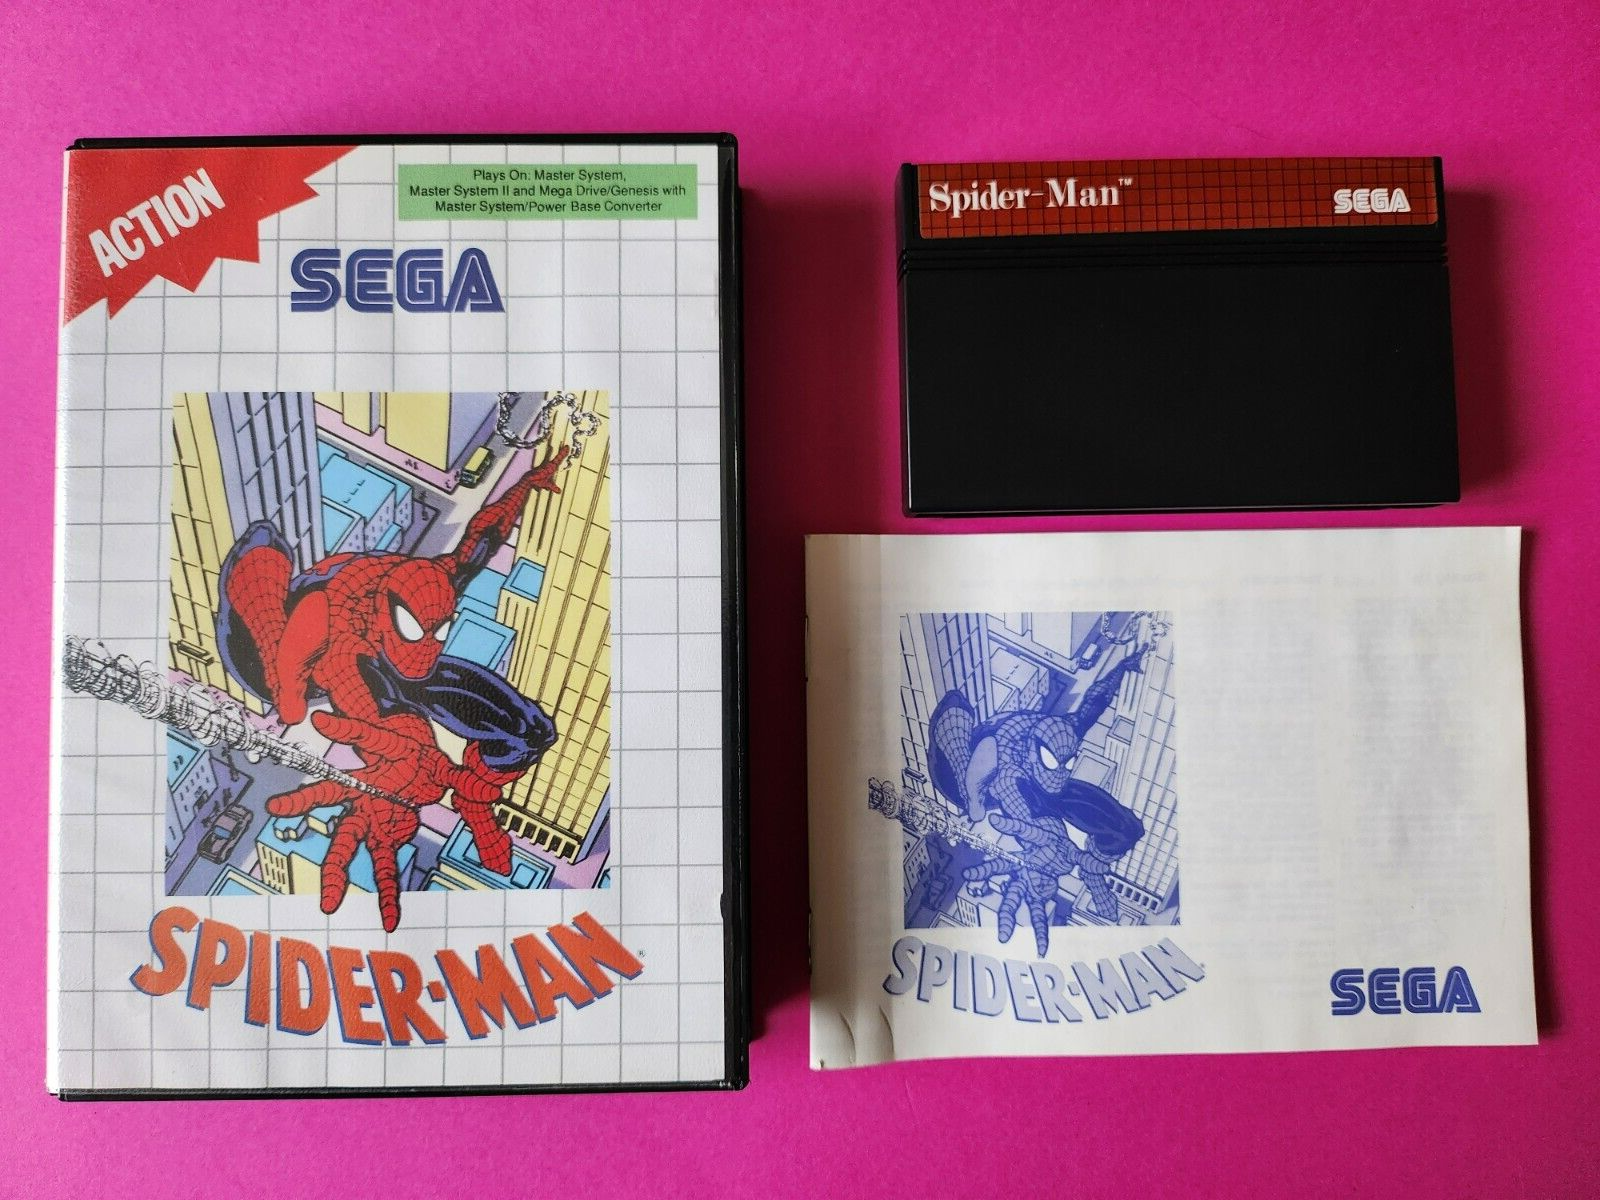 ACTION
Plays On: Master System,
Master System II and Mega Drive/Genesis with
Master System/Power Base Converter
SEGA
SPIDER-MAN®
Spider-Man™
SEGA
SPIDER-MAN
SEGA